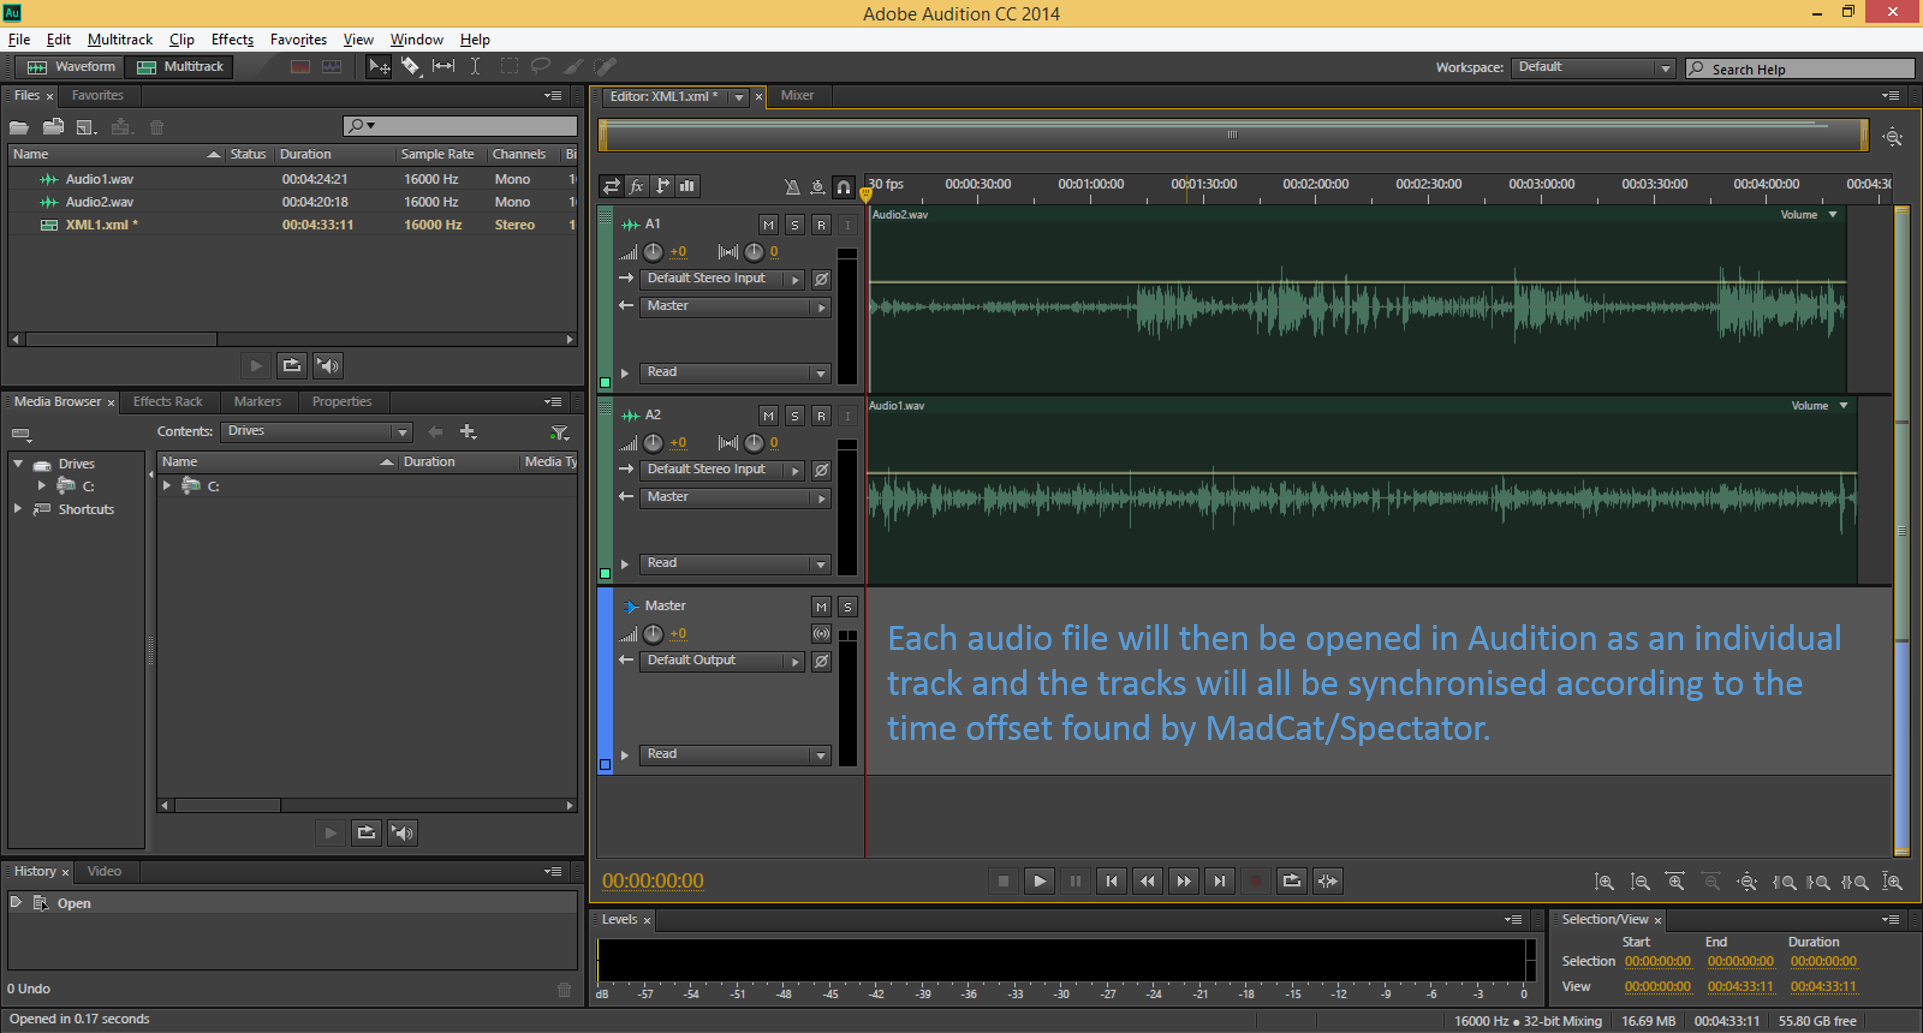 Au
Adobe Audition CC 2014
File Edit Multitrack Clip Effects Favorites View Window Help
Waveform Multitrack
Workspace: Default Search Help
Files Favorites
Name Status Duration Sample Rate Channels Bi
Audio1.wav 00:04:24:21 16000 Hz Mono
Audio2.wav 00:04:20:18 16000 Hz Mono
XML1.xml * 00:04:33:11 16000 Hz Stereo
Media Browser Effects Rack Markers Properties
Contents: Drives
Drives
C:
Shortcuts
Name Duration Media Ty
C:
History Video
Open
0 Undo
Opened in 0.17 seconds
Editor: XML1.xml * Mixer
fx
30 fps 00:00:30:00 00:01:00:00 00:01:30:00 00:02:00:00 00:02:30:00 00:03:00:00 00:03:30:00 00:04:00:00 00:04:30
A1 M S R I
+0 0
Default Stereo Input
Master
Read
Audio2.wav Volume
A2 M S R I
+0 0
Default Stereo Input
Master
Read
Audio1.wav Volume
Master M S
+0
Default Output
Read
Each audio file will then be opened in Audition as an individual
track and the tracks will all be synchronised according to the
time offset found by MadCat/Spectator.
00:00:00:00
Levels
dB -57 -54 -51 -48 -45 -42 -39 -36 -33 -30 -27 -24 -21 -18 -15 -12 -9 -6 -3 0
Selection/View
Start End Duration
Selection 00:00:00:00 00:00:00:00 00:00:00:00
View 00:00:00:00 00:04:33:11 00:04:33:11
16000 Hz ● 32-bit Mixing 16.69 MB 00:04:33:11 55.80 GB free